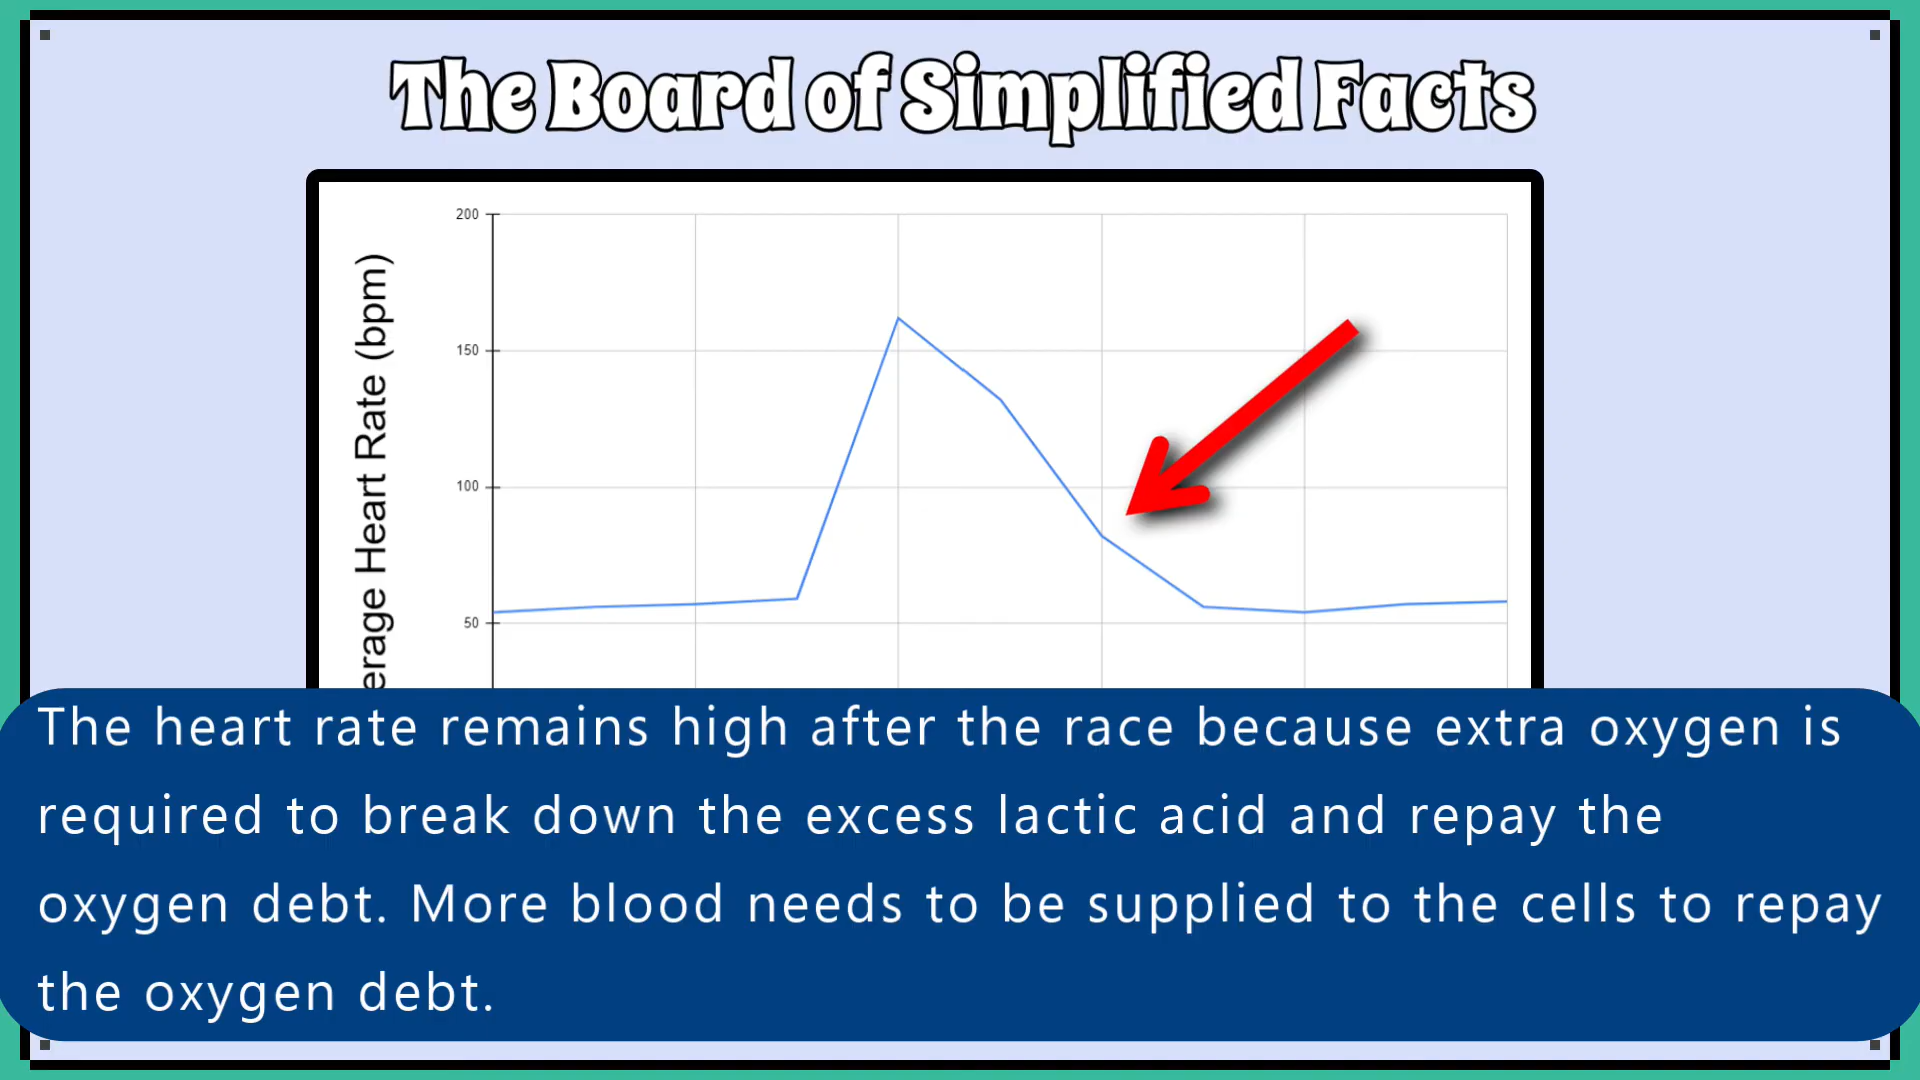 The Board of Simplified Facts
200
150
100
50
erage Heart Rate (bpm)
The heart rate remains high after the race because extra oxygen is
required to break down the excess lactic acid and repay the
oxygen debt. More blood needs to be supplied to the cells to repay
the oxygen debt.